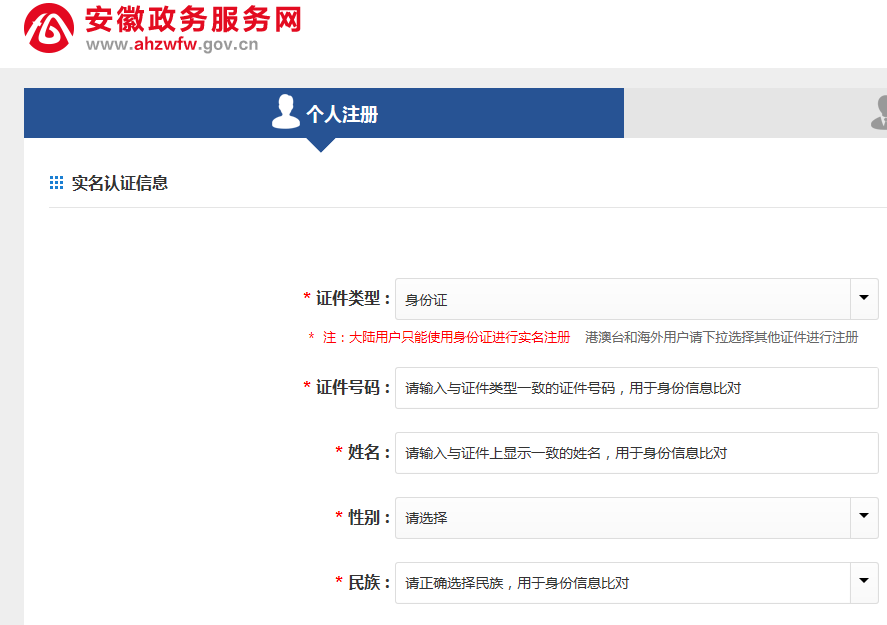 安徽政务服务网
www.ahzwfw.gov.cn
个人注册
实名认证信息
* 证件类型： 身份证
* 注：大陆用户只能使用身份证进行实名注册 港澳台和海外用户请下拉选择其他证件进行注册
* 证件号码： 请输入与证件类型一致的证件号码，用于身份信息比对
* 姓名： 请输入与证件上显示一致的姓名，用于身份信息比对
* 性别： 请选择
* 民族： 请正确选择民族，用于身份信息比对